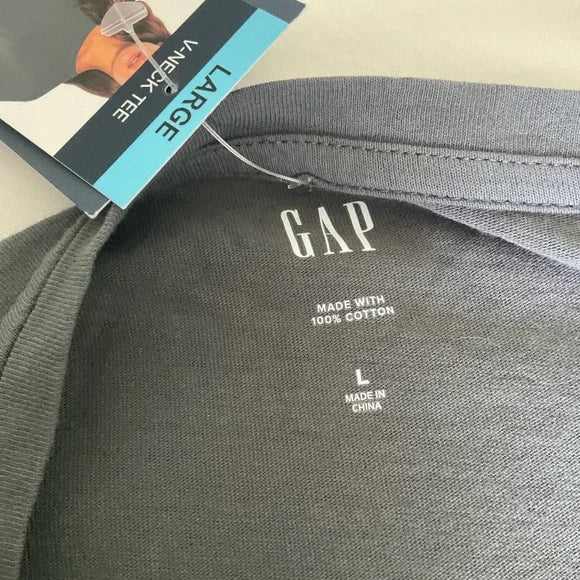 LARGE
V-NECK TEE
GAP
MADE WITH
100% COTTON
L
MADE IN
CHINA